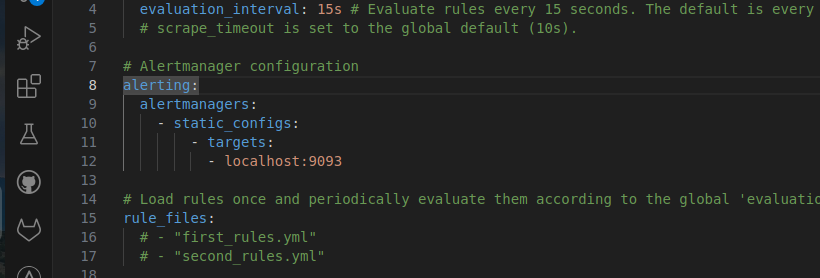 4 evaluation_interval: 15s # Evaluate rules every 15 seconds. The default is every
5 # scrape_timeout is set to the global default (10s).
6
7 # Alertmanager configuration
8 alerting:
9 alertmanagers:
10 - static_configs:
11 - targets:
12 - localhost:9093
13
14 # Load rules once and periodically evaluate them according to the global 'evaluatio
15 rule_files:
16 # - "first_rules.yml"
17 # - "second_rules.yml"
18